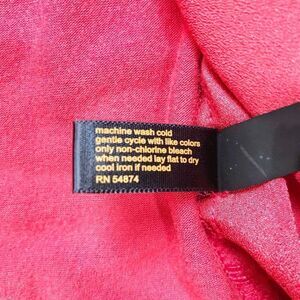 machine wash cold
gentle cycle with like colors
only non-chlorine bleach
when needed lay flat to dry
cool iron if needed
RN 54874